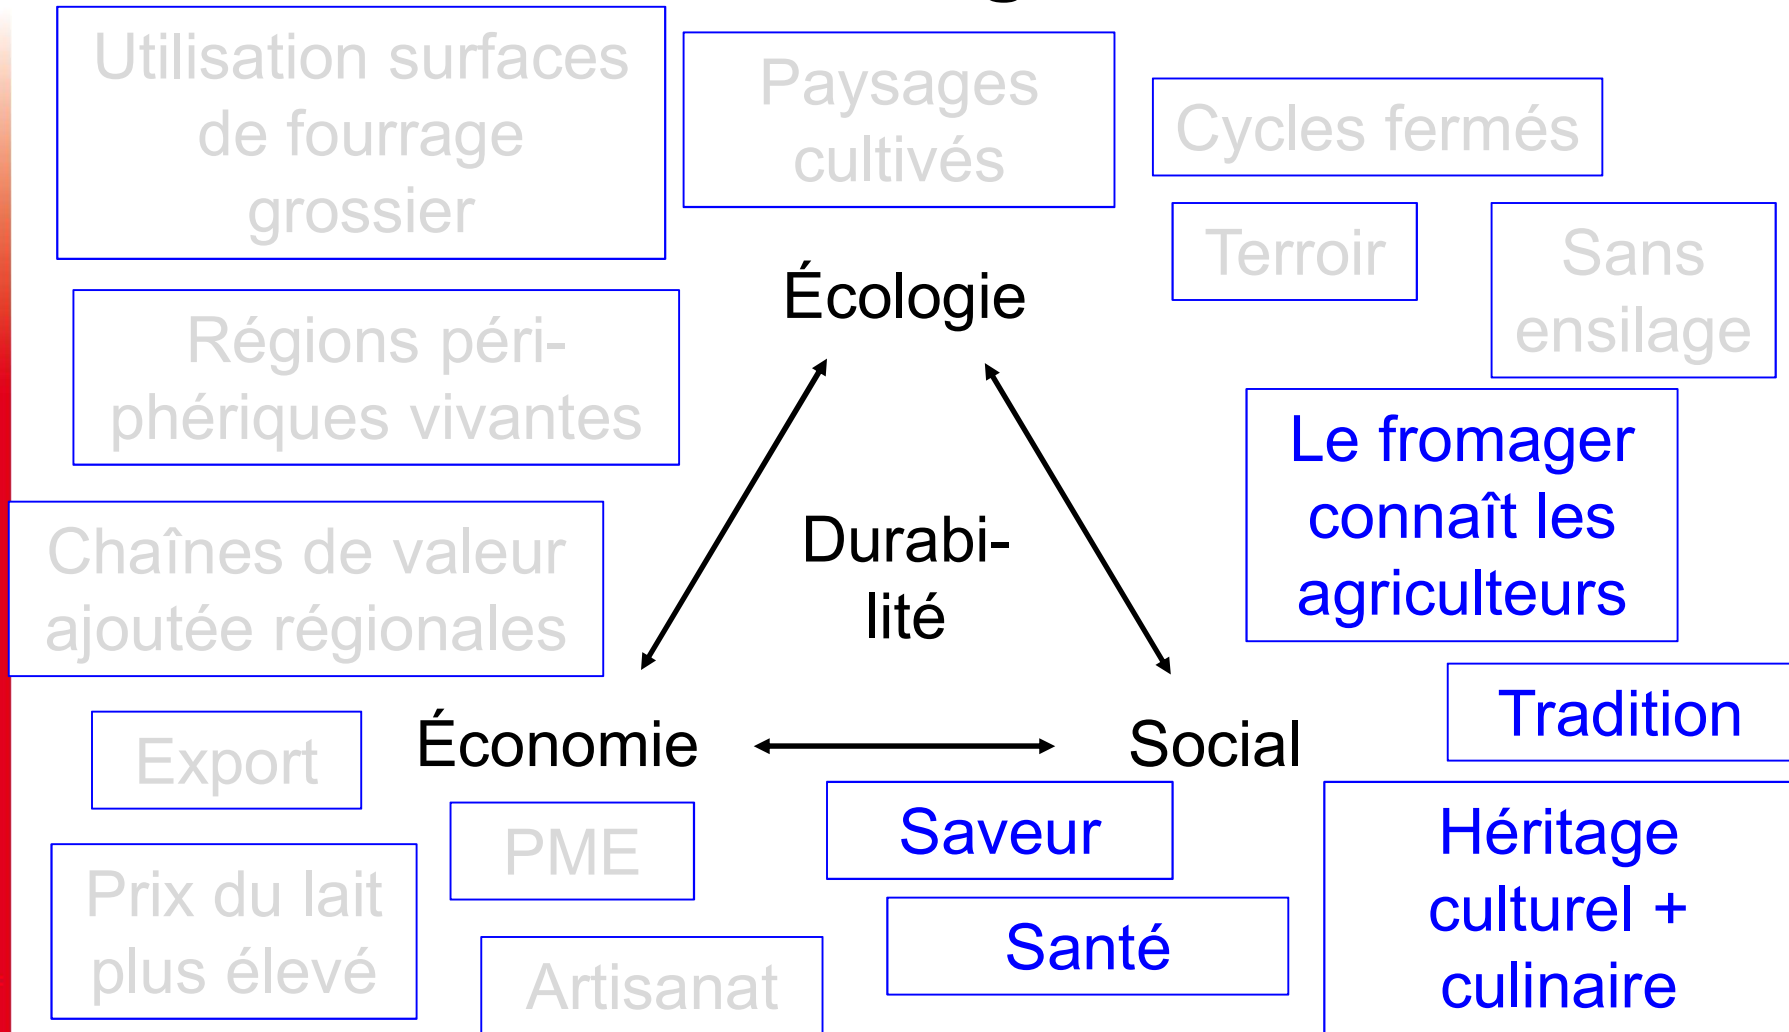 Utilisation surfaces
de fourrage
grossier
Paysages
cultivés
Cycles fermés
Terroir
Sans
ensilage
Écologie
Régions péri-
phériques vivantes
Le fromager
connaît les
agriculteurs
Chaînes de valeur
ajoutée régionales
Durabi-
lité
Tradition
Export
Économie
Social
PME
Saveur
Héritage
culturel +
culinaire
Prix du lait
plus élevé
Santé
Artisanat